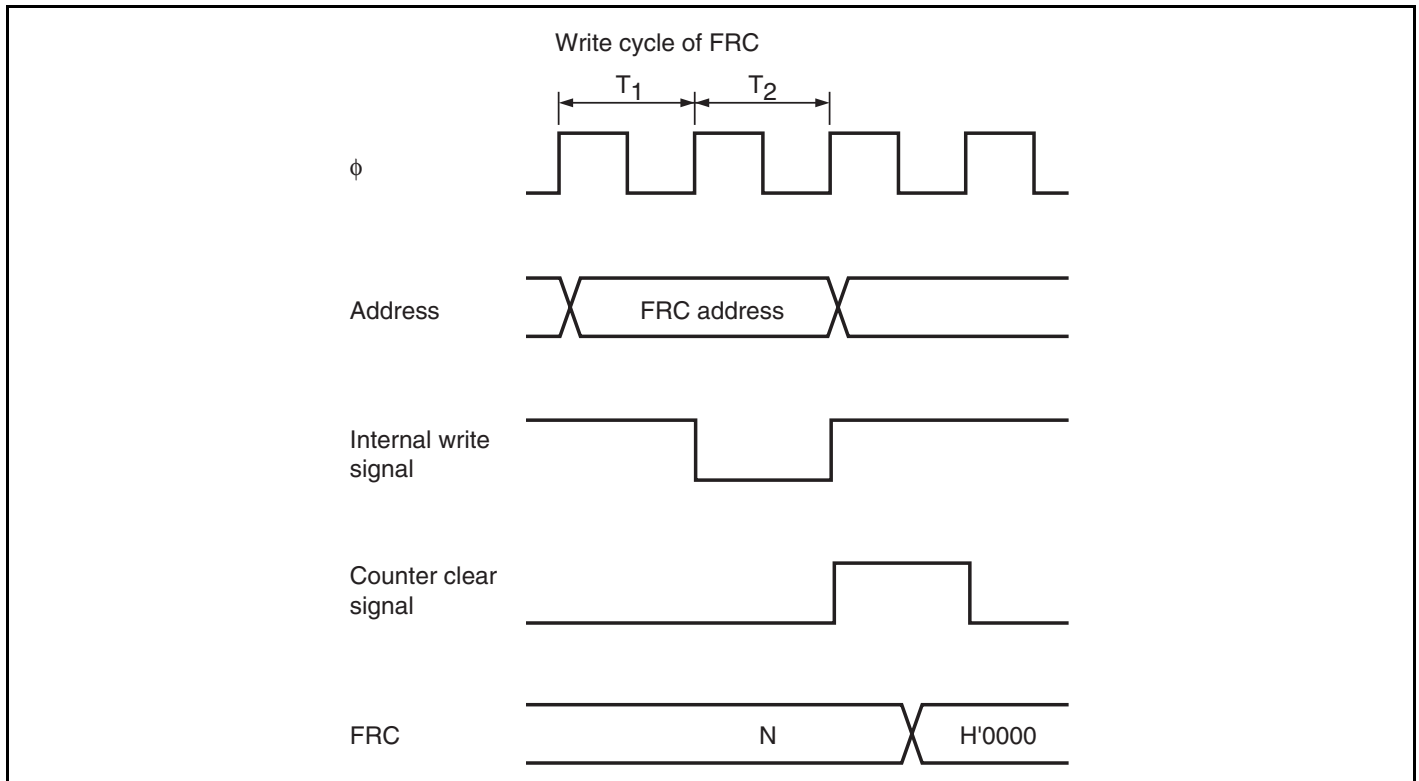 Write cycle of FRC
T1
T2
φ
Address
FRC address
Internal write
signal
Counter clear
signal
FRC
N
H'0000